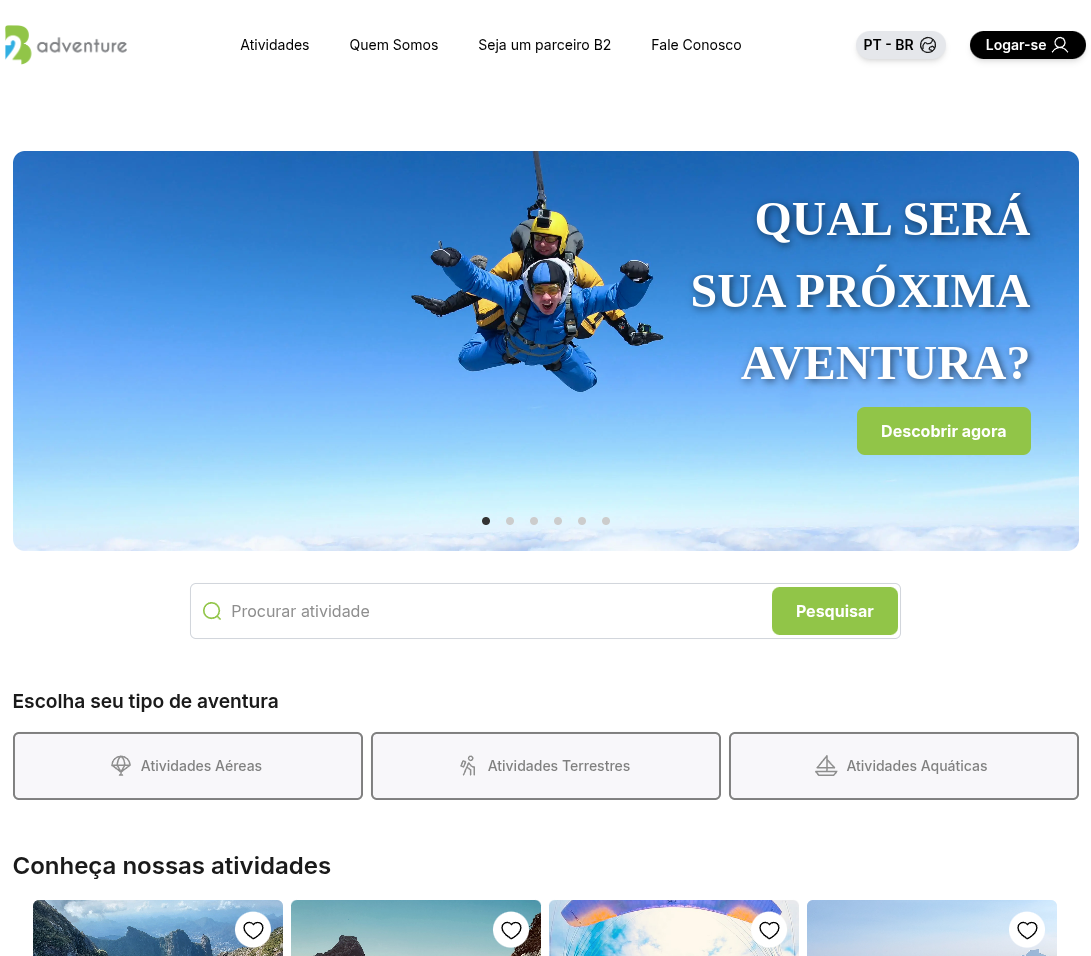 B2 adventure
Atividades
Quem Somos
Seja um parceiro B2
Fale Conosco
PT - BR
Logar-se
QUAL SERÁ
SUA PRÓXIMA
AVENTURA?
Descobrir agora
Procurar atividade
Pesquisar
Escolha seu tipo de aventura
Atividades Aéreas
Atividades Terrestres
Atividades Aquáticas
Conheça nossas atividades